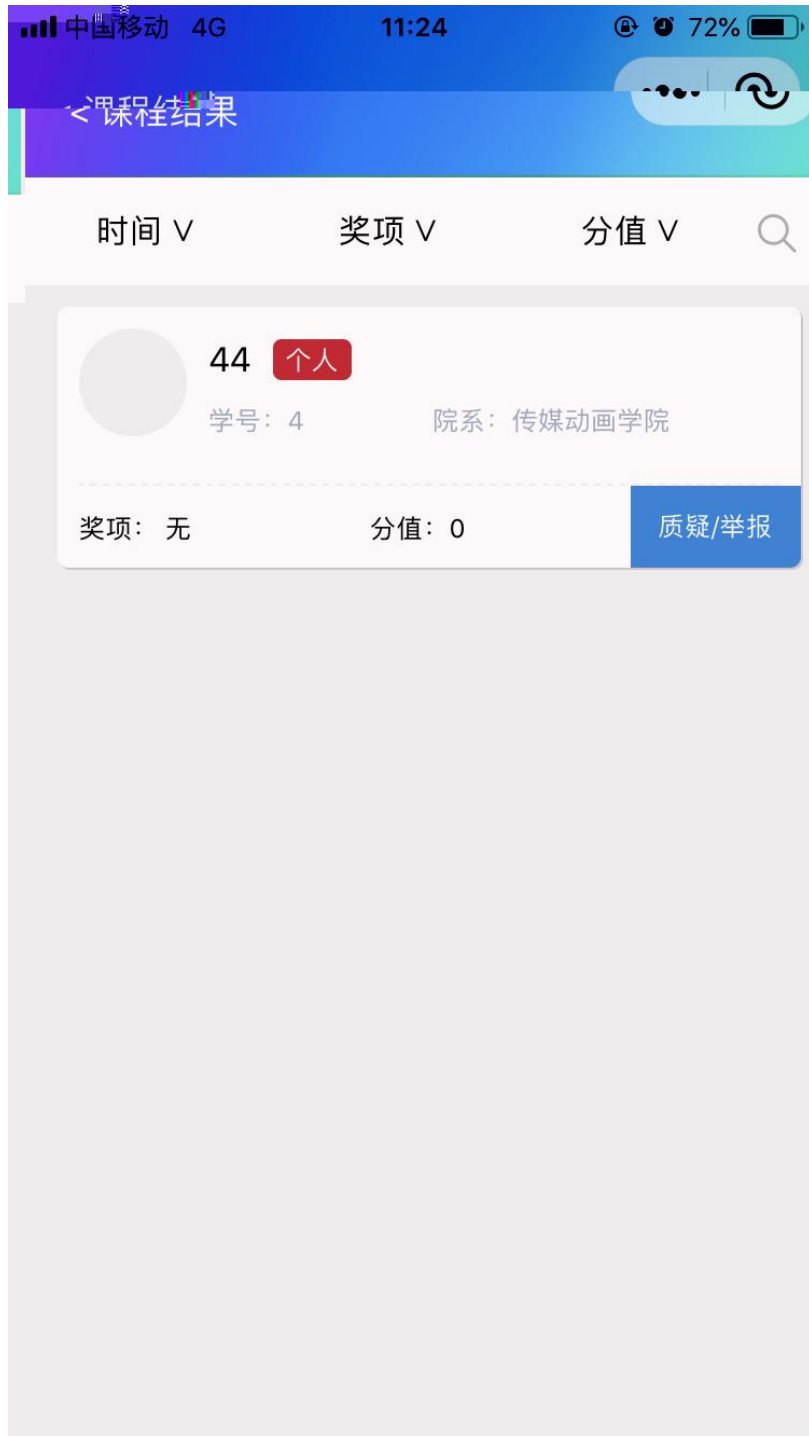 中国移动 4G 11:24 72%
<课程结果
时间 ∨ 奖项 ∨ 分值 ∨
44 个人
学号：4 院系：传媒动画学院
奖项：无 分值：0 质疑/举报